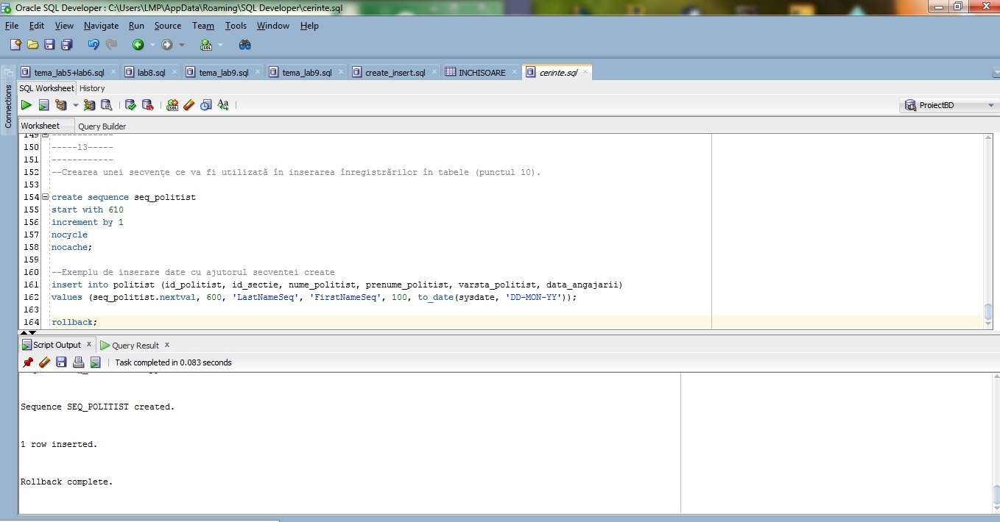 Oracle SQL Developer : C:\Users\LMP\AppData\Roaming\SQL Developer\cerinte.sql
File Edit View Navigate Run Source Team Tools Window Help
tema_lab5+lab6.sql lab8.sql tema_lab9.sql tema_lab9.sql create_insert.sql INCHISOARE cerinte.sql
Connections
SQL Worksheet History
Aa
ProiectBD
Worksheet Query Builder
149 ------------
150 -----13-----
151 ------------
152 --Crearea unei secvențe ce va fi utilizată în inserarea înregistrărilor în tabele (punctul 10).
153
154 create sequence seq_politist
155 start with 610
156 increment by 1
157 nocycle
158 nocache;
159
160 --Exemplu de inserare date cu ajutorul secventei create
161 insert into politist (id_politist, id_sectie, nume_politist, prenume_politist, varsta_politist, data_angajarii)
162 values (seq_politist.nextval, 600, 'LastNameSeq', 'FirstNameSeq', 100, to_date(sysdate, 'DD-MON-YY'));
163
164 rollback;
Script Output x Query Result x
Task completed in 0.083 seconds
Sequence SEQ_POLITIST created.
1 row inserted.
Rollback complete.